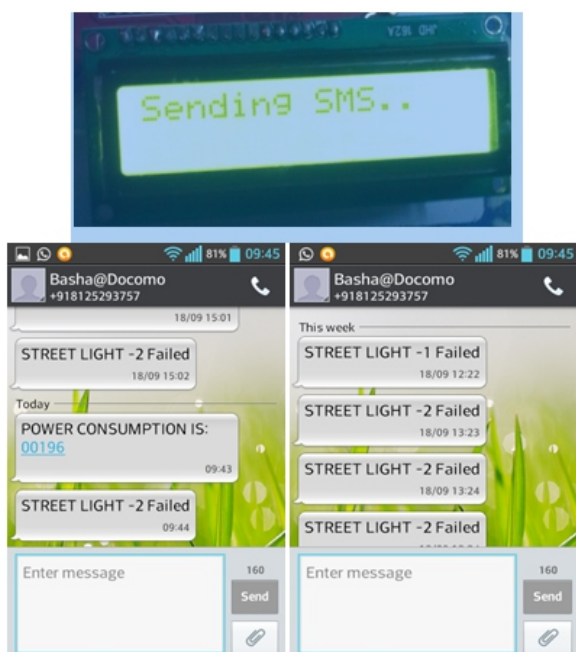 JHD 162A
Sending SMS..
81% 09:45
Basha@Docomo
+918125293757
18/09 15:01
STREET LIGHT -2 Failed
18/09 15:02
Today
POWER CONSUMPTION IS:
00196
09:43
STREET LIGHT -2 Failed
09:44
Enter message
160
Send
81% 09:45
Basha@Docomo
+918125293757
This week
STREET LIGHT -1 Failed
18/09 12:22
STREET LIGHT -2 Failed
18/09 13:23
STREET LIGHT -2 Failed
18/09 13:24
STREET LIGHT -2 Failed
Enter message
160
Send